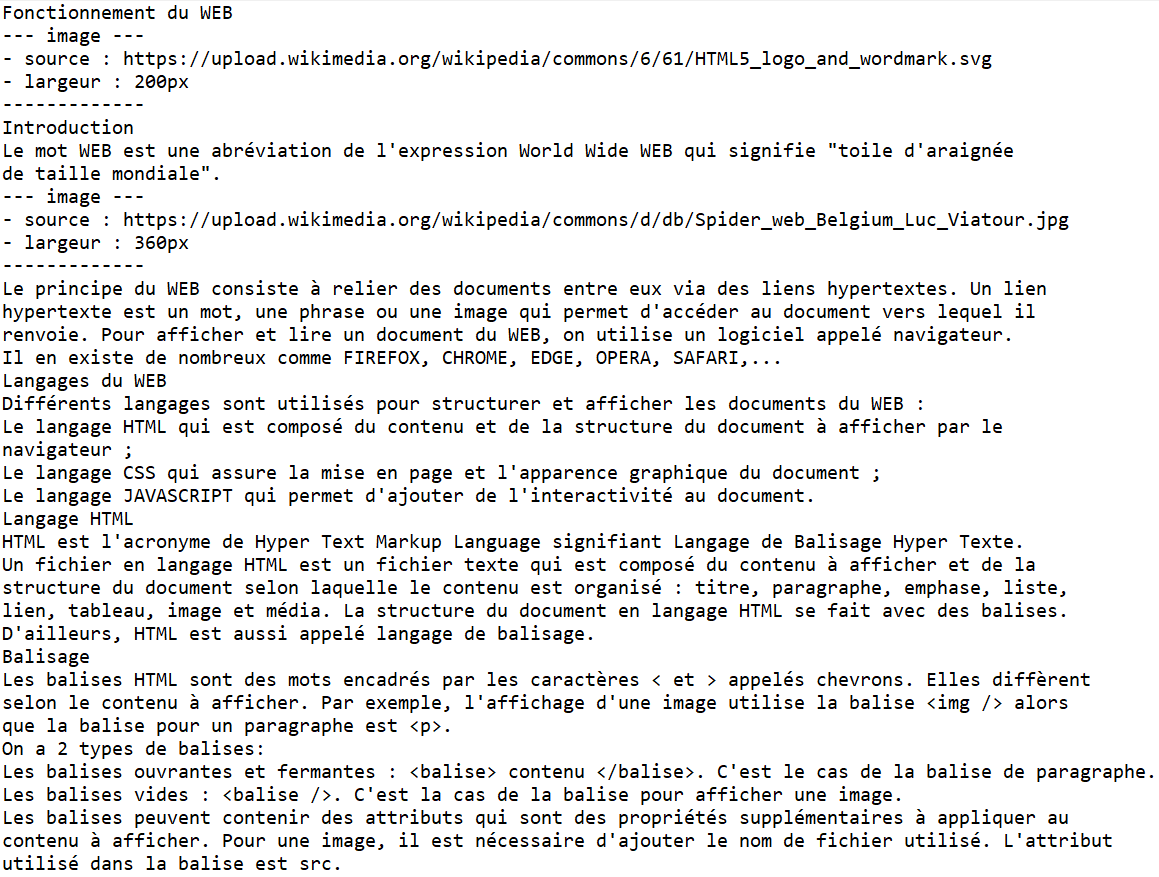 Fonctionnement du WEB
--- image ---
- source : https://upload.wikimedia.org/wikipedia/commons/6/61/HTML5_logo_and_wordmark.svg
- largeur : 200px
-------------
Introduction
Le mot WEB est une abréviation de l'expression World Wide WEB qui signifie "toile d'araignée
de taille mondiale".
--- image ---
- source : https://upload.wikimedia.org/wikipedia/commons/d/db/Spider_web_Belgium_Luc_Viatour.jpg
- largeur : 360px
-------------
Le principe du WEB consiste à relier des documents entre eux via des liens hypertextes. Un lien
hypertexte est un mot, une phrase ou une image qui permet d'accéder au document vers lequel il
renvoie. Pour afficher et lire un document du WEB, on utilise un logiciel appelé navigateur.
Il en existe de nombreux comme FIREFOX, CHROME, EDGE, OPERA, SAFARI,...
Langages du WEB
Différents langages sont utilisés pour structurer et afficher les documents du WEB :
Le langage HTML qui est composé du contenu et de la structure du document à afficher par le
navigateur ;
Le langage CSS qui assure la mise en page et l'apparence graphique du document ;
Le langage JAVASCRIPT qui permet d'ajouter de l'interactivité au document.
Langage HTML
HTML est l'acronyme de Hyper Text Markup Language signifiant Langage de Balisage Hyper Texte.
Un fichier en langage HTML est un fichier texte qui est composé du contenu à afficher et de la
structure du document selon laquelle le contenu est organisé : titre, paragraphe, emphase, liste,
lien, tableau, image et média. La structure du document en langage HTML se fait avec des balises.
D'ailleurs, HTML est aussi appelé langage de balisage.
Balisage
Les balises HTML sont des mots encadrés par les caractères < et > appelés chevrons. Elles diffèrent
selon le contenu à afficher. Par exemple, l'affichage d'une image utilise la balise <img /> alors
que la balise pour un paragraphe est <p>.
On a 2 types de balises:
Les balises ouvrantes et fermantes : <balise> contenu </balise>. C'est le cas de la balise de paragraphe.
Les balises vides : <balise />. C'est la cas de la balise pour afficher une image.
Les balises peuvent contenir des attributs qui sont des propriétés supplémentaires à appliquer au
contenu à afficher. Pour une image, il est nécessaire d'ajouter le nom de fichier utilisé. L'attribut
utilisé dans la balise est src.